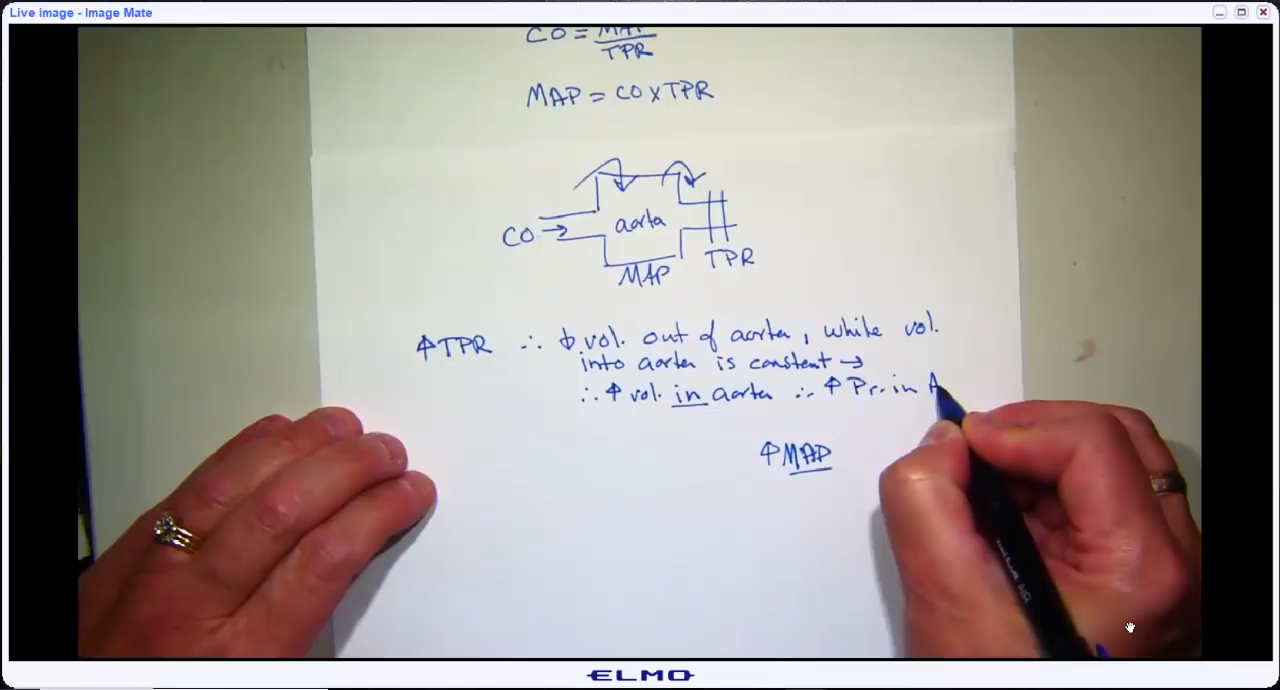 Live image - Image Mate
CO = MAP
TPR
MAP = CO x TPR
CO →
aorta
MAP
TPR
↑TPR ∴ ↓ vol. out of aorta, while vol.
into aorta is constant →
∴ ↑ vol. in aorta ∴ ↑ Pr. in A
↑MAP
ELMO